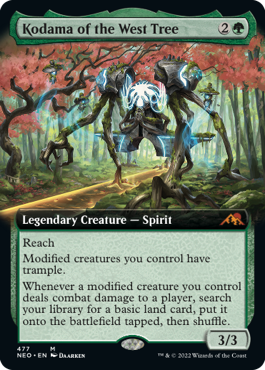 Kodama of the West Tree 2
Legendary Creature — Spirit
Reach
Modified creatures you control have
trample.
Whenever a modified creature you control
deals combat damage to a player, search
your library for a basic land card, put it
onto the battlefield tapped, then shuffle.
3/3
477 M
NEO • EN DAARKEN
™ & © 2022 Wizards of the Coast